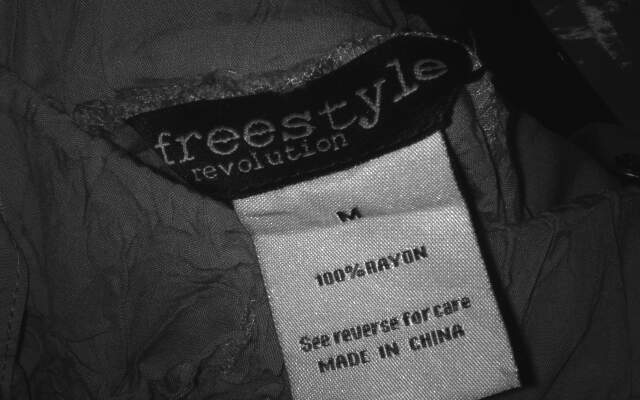 freestyle
revolution
M
100%RAYON
See reverse for care
MADE IN CHINA